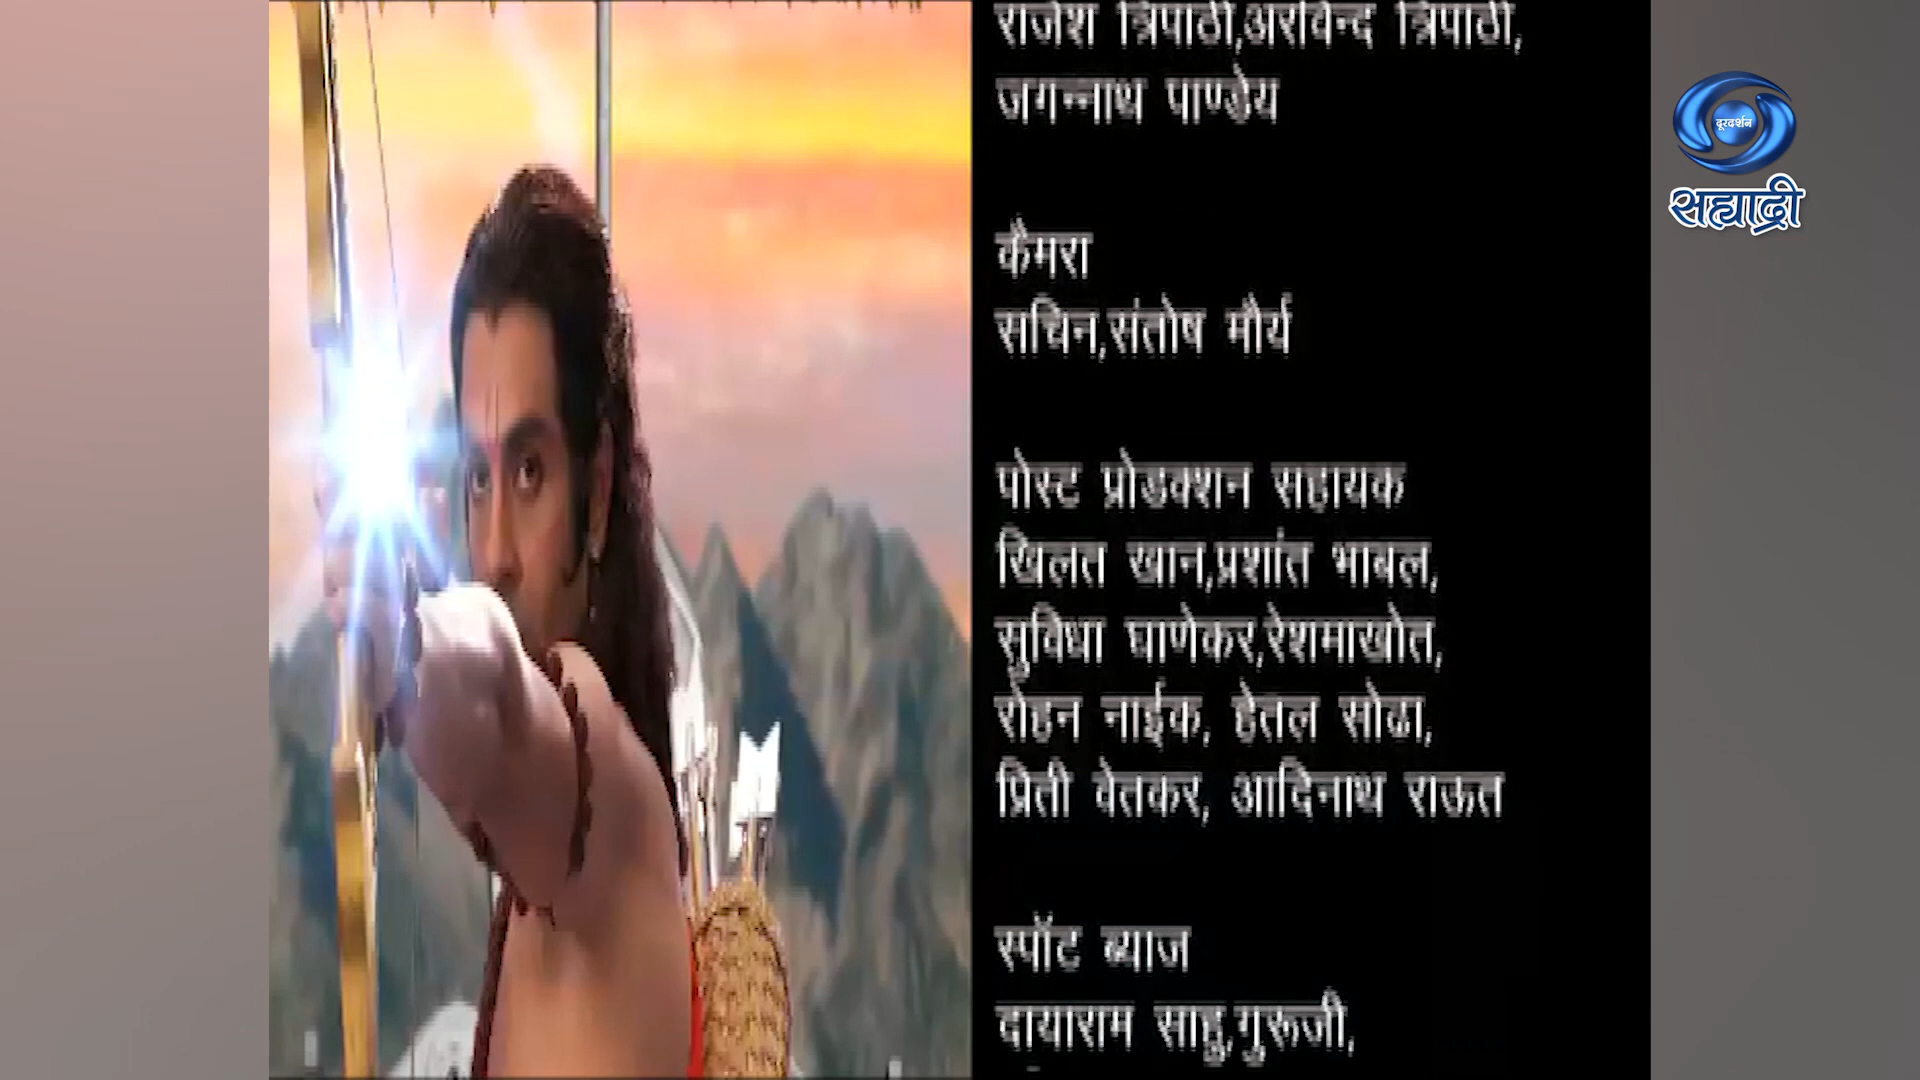 राजेश त्रिपाठी,अरविन्द त्रिपाठी,
जगन्नाथ पाण्डेय
कैमरा
सचिन,संतोष मौर्य
पोस्ट प्रोडक्शन सहायक
खिलत खान,प्रशांत भाबल,
सुविधा घाणेकर,रेशमाखोत,
रोहन नाईक, हेतल सोढा,
प्रिती वेतकर, आदिनाथ राऊत
स्पॉट ब्याज
दायाराम साहु,गुरूजी,
दूरदर्शन
सह्याद्री